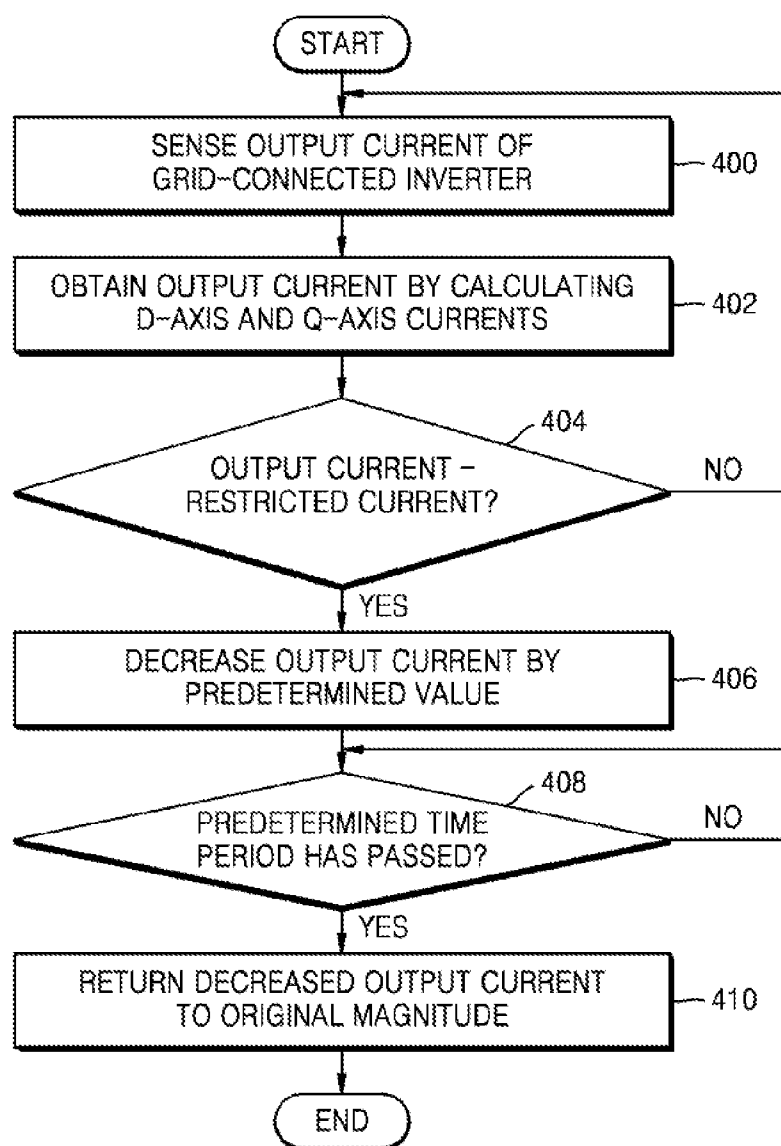 START
SENSE OUTPUT CURRENT OF
GRID-CONNECTED INVERTER
400
OBTAIN OUTPUT CURRENT BY CALCULATING
D-AXIS AND Q-AXIS CURRENTS
402
404
OUTPUT CURRENT -
RESTRICTED CURRENT?
NO
YES
DECREASE OUTPUT CURRENT BY
PREDETERMINED VALUE
406
408
PREDETERMINED TIME
PERIOD HAS PASSED?
NO
YES
RETURN DECREASED OUTPUT CURRENT
TO ORIGINAL MAGNITUDE
410
END